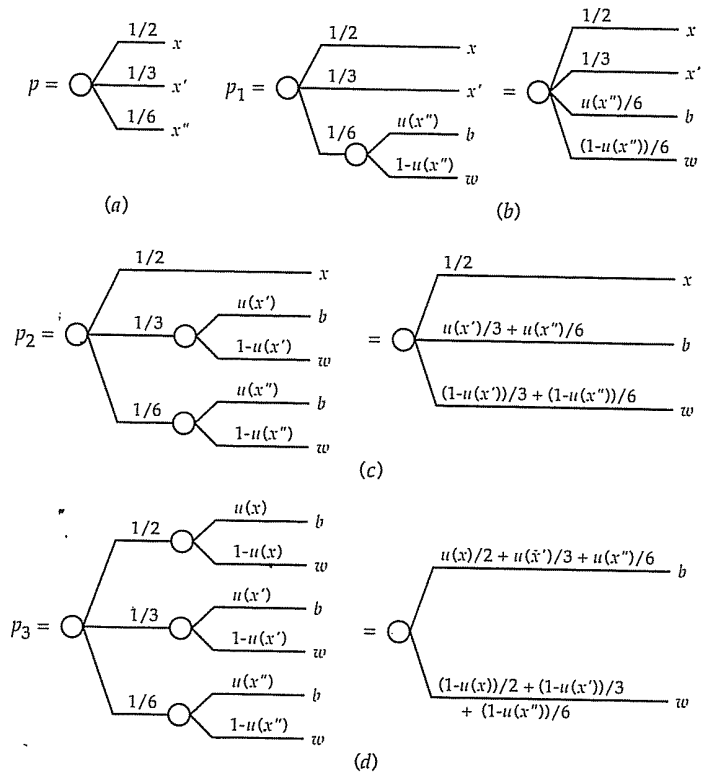 1/2 x
p = 1/3 x'
1/6 x"
(a)
1/2 x
p₁ = 1/3 x'
1/6 u(x") b
1-u(x") w
= 1/2 x
1/3 x'
u(x")/6 b
(1-u(x"))/6 w
(b)
1/2 x
p₂ = 1/3 u(x') b
1-u(x') w
1/6 u(x") b
1-u(x") w
= 1/2 x
u(x')/3 + u(x")/6 b
(1-u(x'))/3 + (1-u(x"))/6 w
(c)
1/2 u(x) b
1-u(x) w
p₃ = 1/3 u(x') b
1-u(x') w
1/6 u(x") b
1-u(x") w
= u(x)/2 + u(x')/3 + u(x")/6 b
(1-u(x))/2 + (1-u(x'))/3 w
+ (1-u(x"))/6
(d)